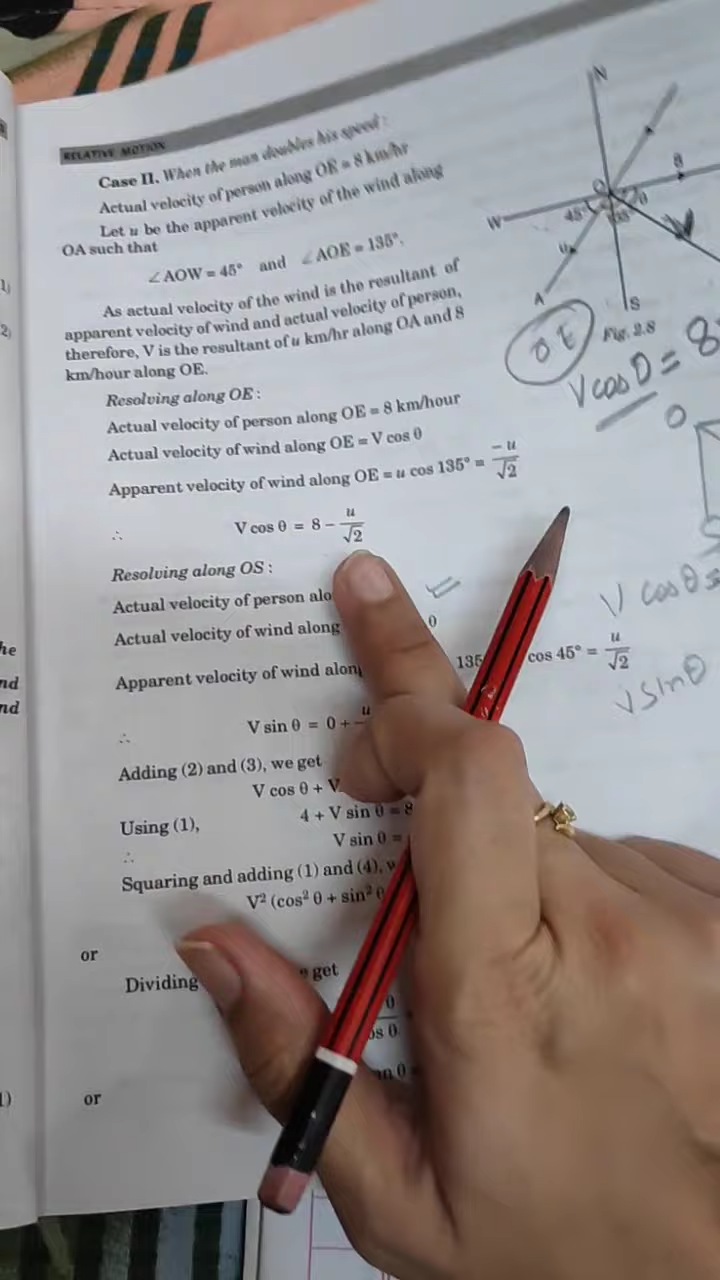 RELATIVE MOTION
Case II. When the man doubles his speed :
Actual velocity of person along OE = 8 km/hr
Let u be the apparent velocity of the wind along
OA such that
∠AOW = 45° and ∠AOE = 135°.
As actual velocity of the wind is the resultant of
apparent velocity of wind and actual velocity of person,
therefore, V is the resultant of u km/hr along OA and 8
km/hour along OE.
Resolving along OE :
Actual velocity of person along OE = 8 km/hour
Actual velocity of wind along OE = V cos θ
Apparent velocity of wind along OE = u cos 135° = -u/√2
∴ V cos θ = 8 - u/√2
Resolving along OS :
Actual velocity of person
Actual velocity of wind along
Apparent velocity of wind
135 cos 45° = u/√2
∴ V sin θ = 0 +
Adding (2) and (3), we get
V cos θ +
Using (1), 4 + V sin θ = 8
∴ V sin θ =
Squaring and adding (1) and (4),
V² (cos² θ + sin² θ
or
Dividing get
or
N
8
O
θ
W
45°
u
A
S
Fig. 2.8
OE
V cos θ = 8
O
V cos θ =
V sin θ